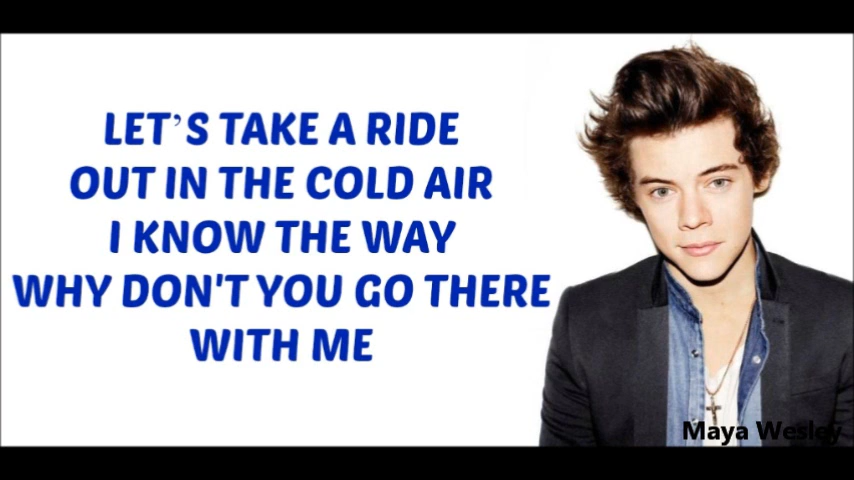 LET’S TAKE A RIDE
OUT IN THE COLD AIR
I KNOW THE WAY
WHY DON'T YOU GO THERE
WITH ME
Maya Wesley